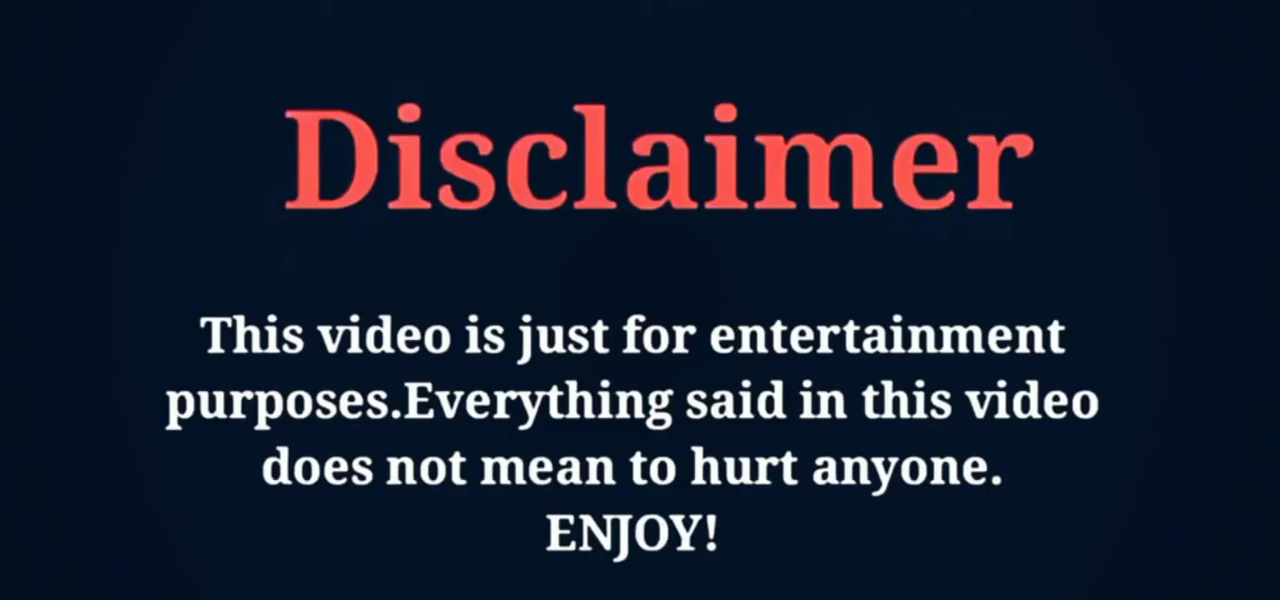 Disclaimer
This video is just for entertainment
purposes.Everything said in this video
does not mean to hurt anyone.
ENJOY!